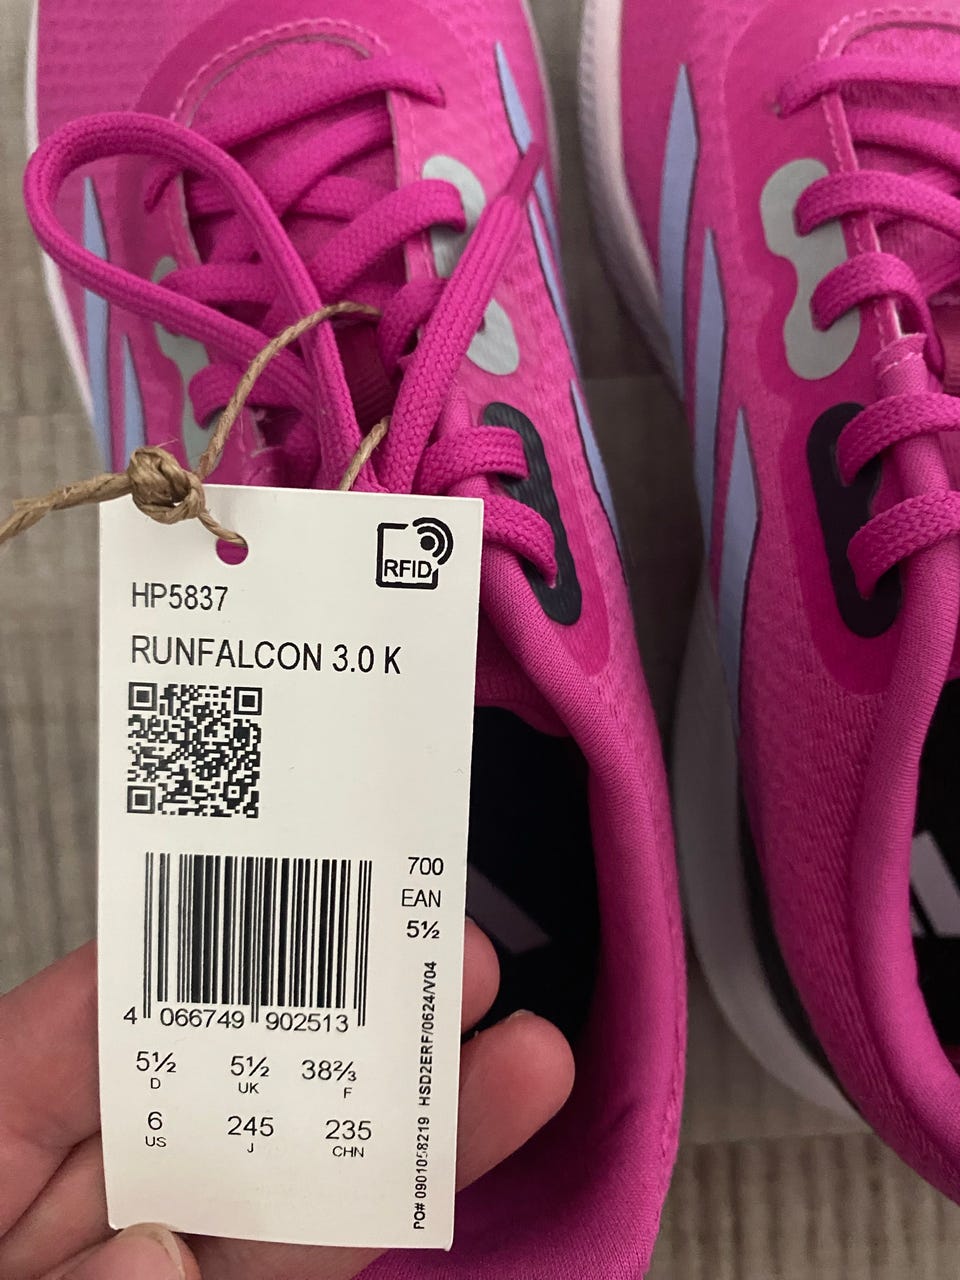 RFID
HP5837
RUNFALCON 3.0 K
700
EAN
5½
4 066749 902513
5½ 5½ 38⅔
D UK F
6 245 235
US J CHN
PO# 0901058219 HSD2ERF/0624/V04